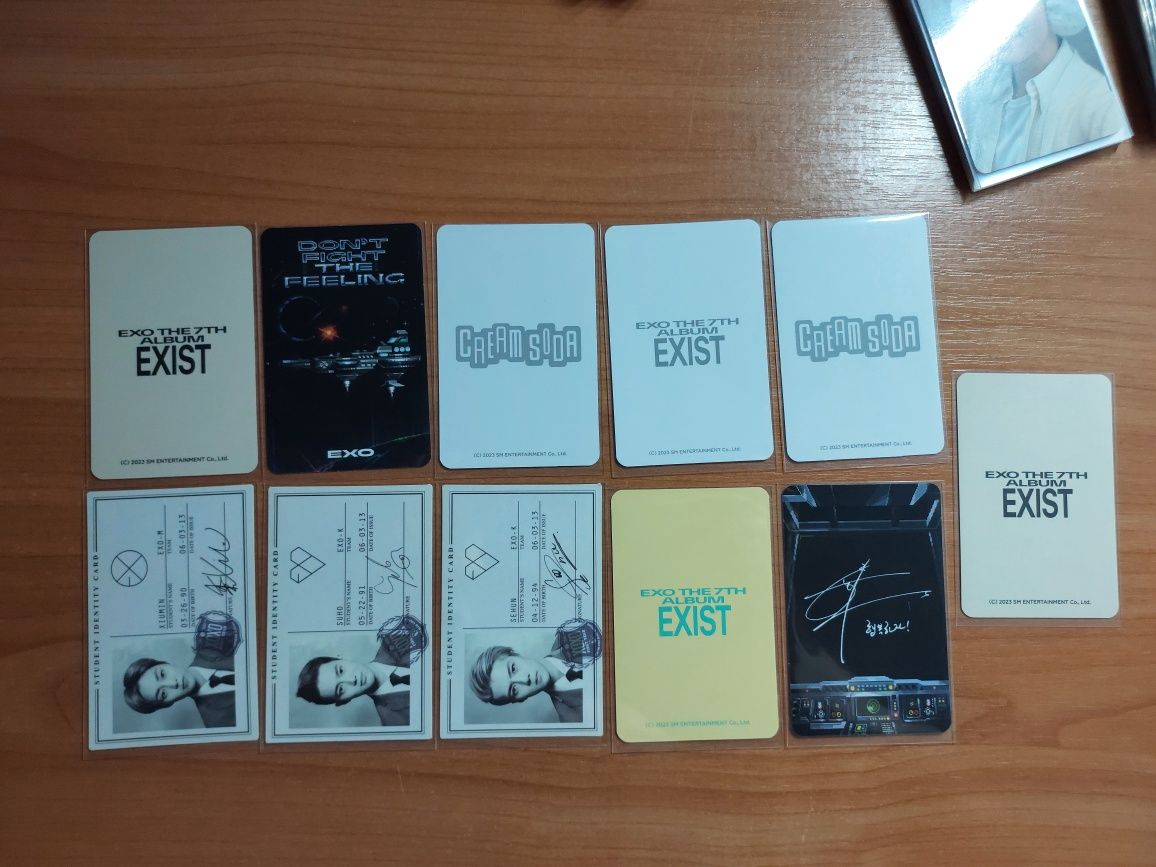 EXO THE 7TH
ALBUM
EXIST
(C) 2023 SM ENTERTAINMENT Co., Ltd.
DON'T
FIGHT
THE
FEELING
EXO
CREAM SODA
(C) 2023 SM ENTERTAINMENT Co., Ltd.
EXO THE 7TH
ALBUM
EXIST
(C) 2023 SM ENTERTAINMENT Co., Ltd.
CREAM SODA
(C) 2023 SM ENTERTAINMENT Co., Ltd.
EXO THE 7TH
ALBUM
EXIST
(C) 2023 SM ENTERTAINMENT Co., Ltd.
STUDENT IDENTITY CARD
XIUMIN EXO-M
STUDENT'S NAME TEAM
03-26-90 06-03-13
DATE OF BIRTH DATE OF ISSUE
SIGNATURE
STUDENT IDENTITY CARD
SUHO EXO-K
STUDENT'S NAME TEAM
05-22-91 06-03-13
DATE OF BIRTH DATE OF ISSUE
SIGNATURE
STUDENT IDENTITY CARD
SEHUN EXO-K
STUDENT'S NAME TEAM
04-12-94 06-03-13
DATE OF BIRTH DATE OF ISSUE
SIGNATURE
EXO THE 7TH
ALBUM
EXIST
(C) 2023 SM ENTERTAINMENT Co., Ltd.